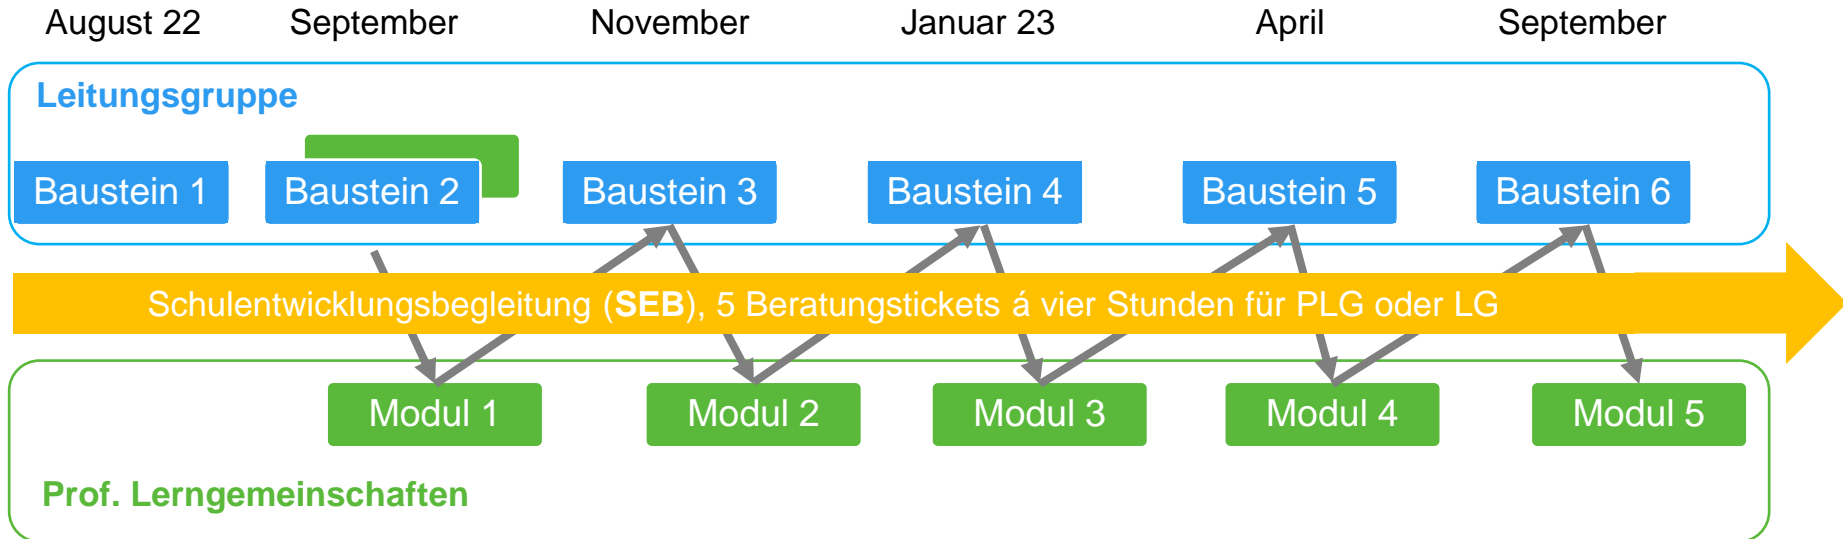 August 22 September November Januar 23 April September
Leitungsgruppe
Baustein 1 Baustein 2 Baustein 3 Baustein 4 Baustein 5 Baustein 6
Schulentwicklungsbegleitung (SEB), 5 Beratungstickets á vier Stunden für PLG oder LG
Modul 1 Modul 2 Modul 3 Modul 4 Modul 5
Prof. Lerngemeinschaften